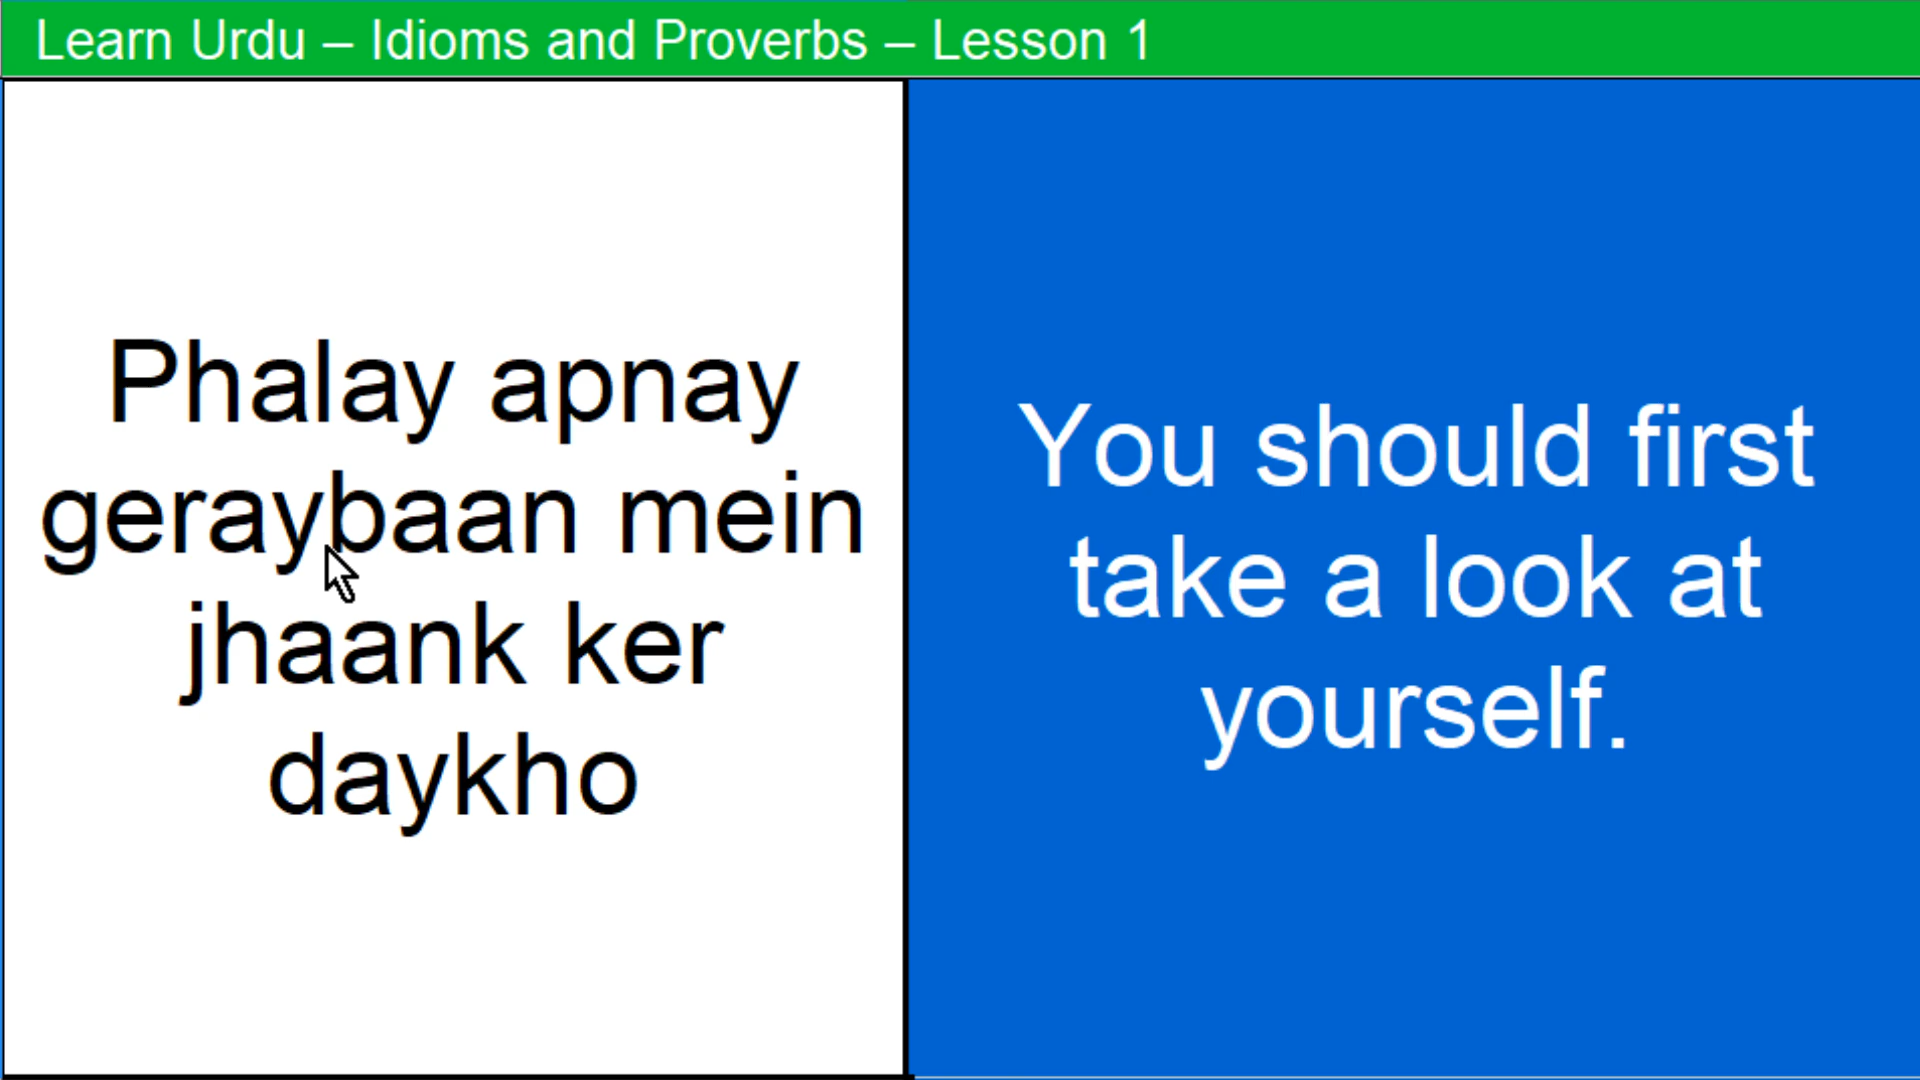 Learn Urdu – Idioms and Proverbs – Lesson 1
Phalay apnay
geraybaan mein
jhaank ker
daykho
You should first
take a look at
yourself.